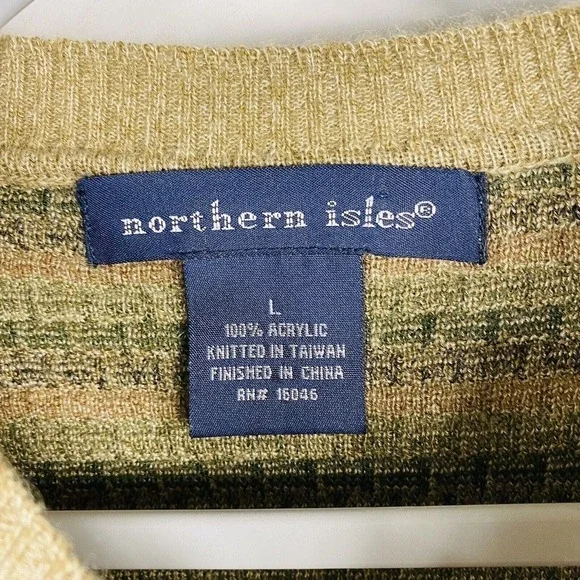 northern isles®
L
100% ACRYLIC
KNITTED IN TAIWAN
FINISHED IN CHINA
RN# 16046